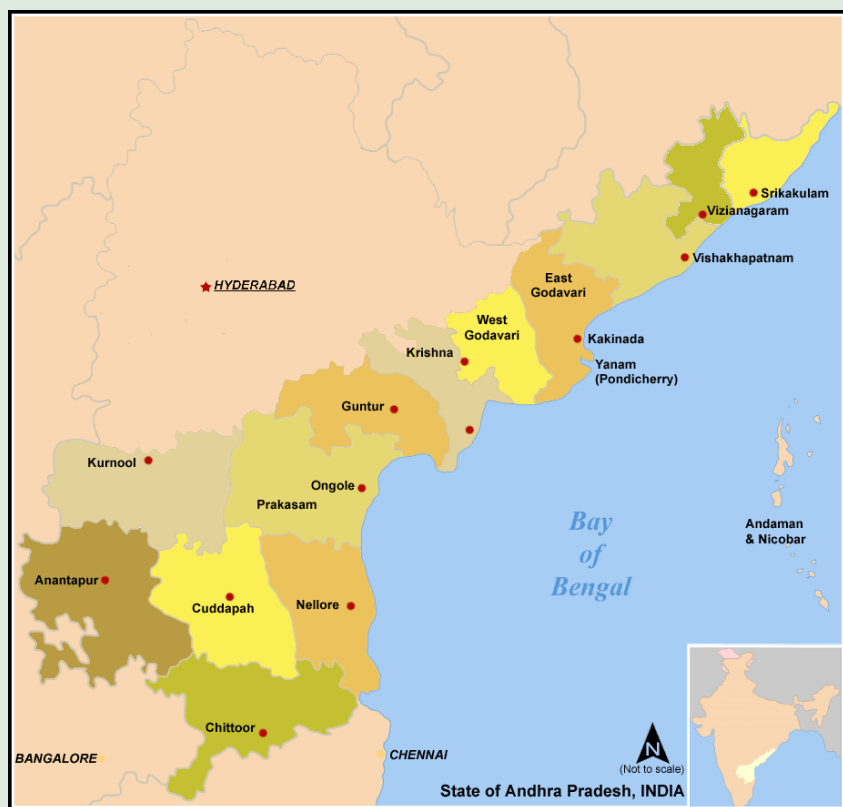 Srikakulam
Vizianagaram
Vishakhapatnam
East
Godavari
HYDERABAD
West
Godavari
Kakinada
Krishna
Yanam
(Pondicherry)
Guntur
Kurnool
Ongole
Prakasam
Bay
of
Bengal
Andaman
& Nicobar
Anantapur
Cuddapah
Nellore
Chittoor
BANGALORE
CHENNAI
N
(Not to scale)
State of Andhra Pradesh, INDIA